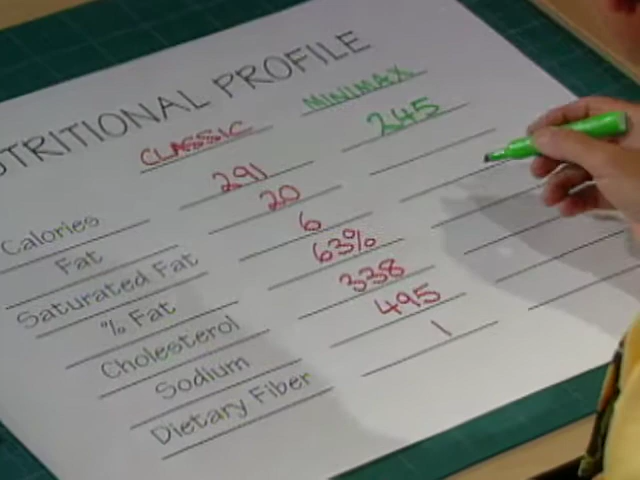 TRITIONAL PROFILE
CLASSIC MINIMAX
Calories 291 245
Fat 20
Saturated Fat 6
% Fat 63%
Cholesterol 338
Sodium 495
Dietary Fiber 1